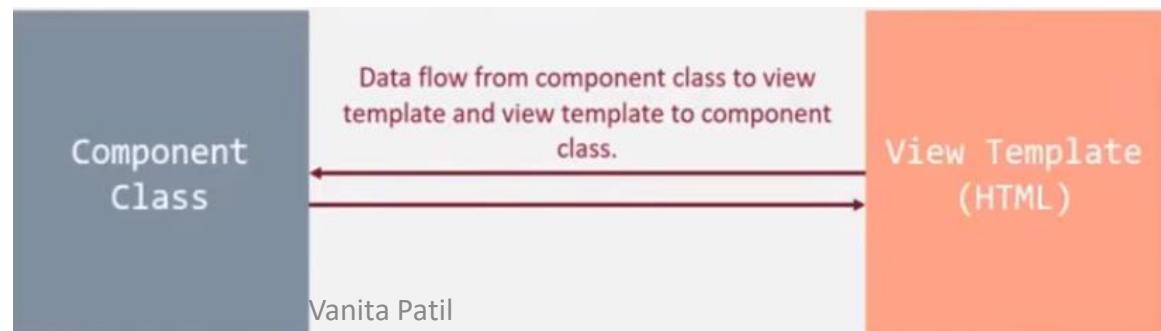 Component
Class
Data flow from component class to view
template and view template to component
class.
View Template
(HTML)
Vanita Patil